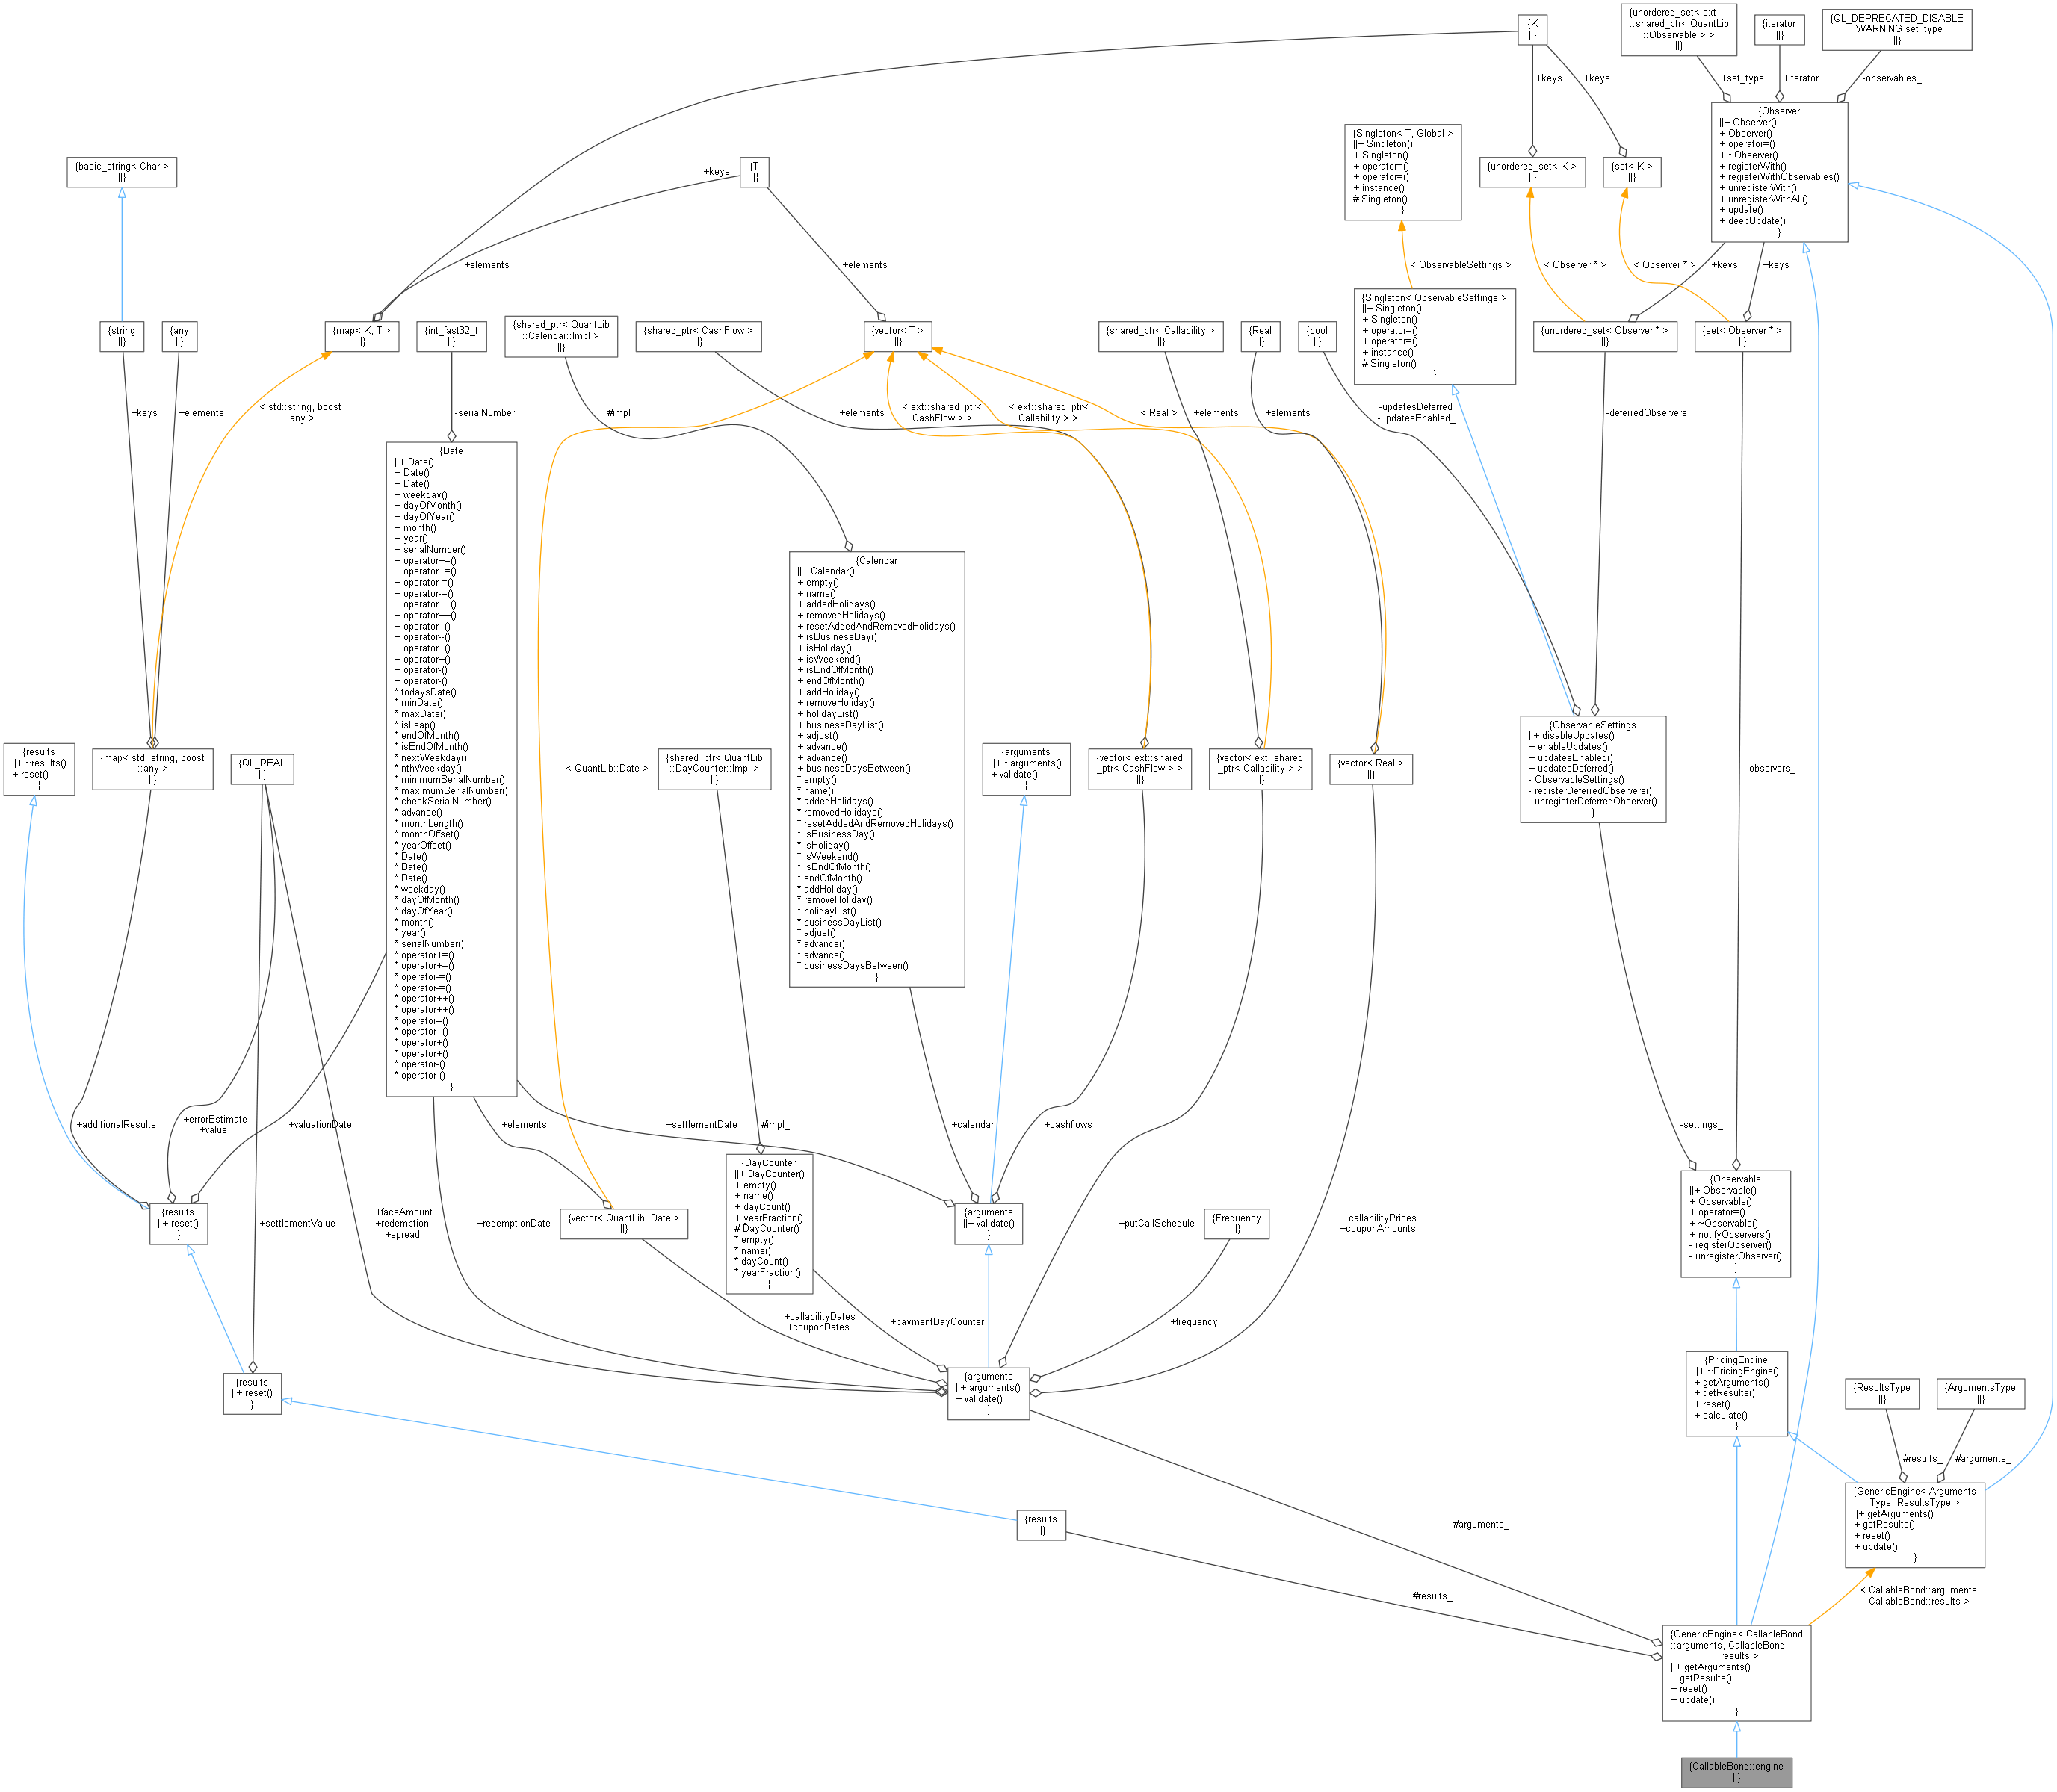 {unordered_set< ext
::shared_ptr< QuantLib
::Observable > >
||}
{iterator
||}
{QL_DEPRECATED_DISABLE
_WARNING set_type
||}
{K
||}
+set_type
+iterator
-observables_
+keys
+keys
{Observer
||+ Observer()
+ Observer()
+ operator=()
+ ~Observer()
+ registerWith()
+ registerWithObservables()
+ unregisterWith()
+ unregisterWithAll()
+ update()
+ deepUpdate()
}
{Singleton< T, Global >
||+ Singleton()
+ Singleton()
+ operator=()
+ operator=()
+ instance()
# Singleton()
}
{unordered_set< K >
||}
{set< K >
||}
{basic_string< Char >
||}
{T
||}
+keys
+elements
+elements
< ObservableSettings >
< Observer * >
< Observer * >
+keys
+keys
{string
||}
{any
||}
{map< K, T >
||}
{int_fast32_t
||}
{shared_ptr< QuantLib
::Calendar::Impl >
||}
{shared_ptr< CashFlow >
||}
{vector< T >
||}
{shared_ptr< Callability >
||}
{Real
||}
{bool
||}
{Singleton< ObservableSettings >
||+ Singleton()
+ Singleton()
+ operator=()
+ operator=()
+ instance()
# Singleton()
}
{unordered_set< Observer * >
||}
{set< Observer * >
||}
+keys
+elements
< std::string, boost
::any >
-serialNumber_
#impl_
+elements
< ext::shared_ptr<
CashFlow > >
< ext::shared_ptr<
Callability > >
< Real >
+elements
+elements
-updatesDeferred_
-updatesEnabled_
-deferredObservers_
{Date
||+ Date()
+ Date()
+ Date()
+ weekday()
+ dayOfMonth()
+ dayOfYear()
+ month()
+ year()
+ serialNumber()
+ operator+=()
+ operator+=()
+ operator-=()
+ operator-=()
+ operator++()
+ operator++()
+ operator--()
+ operator--()
+ operator+()
+ operator+()
+ operator-()
+ operator-()
* todaysDate()
* minDate()
* maxDate()
* isLeap()
* endOfMonth()
* isEndOfMonth()
* nextWeekday()
* nthWeekday()
* minimumSerialNumber()
* maximumSerialNumber()
* checkSerialNumber()
* advance()
* monthLength()
* monthOffset()
* yearOffset()
* Date()
* Date()
* Date()
* weekday()
* dayOfMonth()
* dayOfYear()
* month()
* year()
* serialNumber()
* operator+=()
* operator+=()
* operator-=()
* operator-=()
* operator++()
* operator++()
* operator--()
* operator--()
* operator+()
* operator+()
* operator-()
* operator-()
}
{Calendar
||+ Calendar()
+ empty()
+ name()
+ addedHolidays()
+ removedHolidays()
+ resetAddedAndRemovedHolidays()
+ isBusinessDay()
+ isHoliday()
+ isWeekend()
+ isEndOfMonth()
+ endOfMonth()
+ addHoliday()
+ removeHoliday()
+ holidayList()
+ businessDayList()
+ adjust()
+ advance()
+ advance()
+ businessDaysBetween()
* empty()
* name()
* addedHolidays()
* removedHolidays()
* resetAddedAndRemovedHolidays()
* isBusinessDay()
* isHoliday()
* isWeekend()
* isEndOfMonth()
* endOfMonth()
* addHoliday()
* removeHoliday()
* holidayList()
* businessDayList()
* adjust()
* advance()
* advance()
* businessDaysBetween()
}
{results
||+ ~results()
+ reset()
}
{map< std::string, boost
::any >
||}
{QL_REAL
||}
< QuantLib::Date >
{shared_ptr< QuantLib
::DayCounter::Impl >
||}
{arguments
||+ ~arguments()
+ validate()
}
{vector< ext::shared
_ptr< CashFlow > >
||}
{vector< ext::shared
_ptr< Callability > >
||}
{vector< Real >
||}
{ObservableSettings
||+ disableUpdates()
+ enableUpdates()
+ updatesEnabled()
+ updatesDeferred()
- ObservableSettings()
- registerDeferredObservers()
- unregisterDeferredObserver()
}
-observers_
+additionalResults
+errorEstimate
+value
+valuationDate
+elements
+settlementDate
#impl_
+calendar
+cashflows
-settings_
{results
||+ reset()
}
+settlementValue
+faceAmount
+redemption
+spread
+redemptionDate
{vector< QuantLib::Date >
||}
{DayCounter
||+ DayCounter()
+ empty()
+ name()
+ dayCount()
+ yearFraction()
# DayCounter()
* empty()
* name()
* dayCount()
* yearFraction()
}
{arguments
||+ validate()
}
+putCallSchedule
{Frequency
||}
+callabilityPrices
+couponAmounts
{Observable
||+ Observable()
+ Observable()
+ operator=()
+ ~Observable()
+ notifyObservers()
- registerObserver()
- unregisterObserver()
}
+callabilityDates
+couponDates
+paymentDayCounter
+frequency
{results
||+ reset()
}
{arguments
||+ arguments()
+ validate()
}
{PricingEngine
||+ ~PricingEngine()
+ getArguments()
+ getResults()
+ reset()
+ calculate()
}
{ResultsType
||}
{ArgumentsType
||}
#results_
#arguments_
{results
||}
#arguments_
{GenericEngine< Arguments
Type, ResultsType >
||+ getArguments()
+ getResults()
+ reset()
+ update()
}
#results_
< CallableBond::arguments,
CallableBond::results >
{GenericEngine< CallableBond
::arguments, CallableBond
::results >
||+ getArguments()
+ getResults()
+ reset()
+ update()
}
{CallableBond::engine
||}